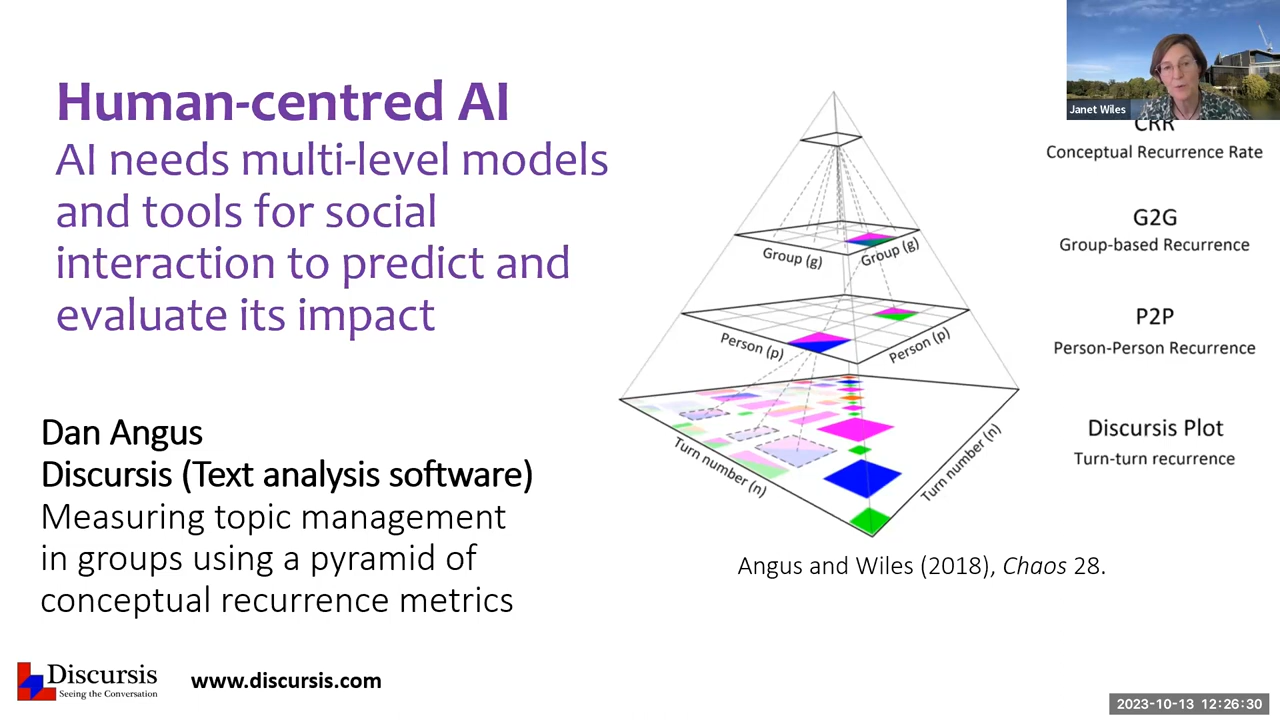 Human-centred AI
AI needs multi-level models
and tools for social
interaction to predict and
evaluate its impact
Dan Angus
Discursis (Text analysis software)
Measuring topic management
in groups using a pyramid of
conceptual recurrence metrics
Discursis
Seeing the Conversation
www.discursis.com
Group (g)
Group (g)
Person (p)
Person (p)
Turn number (n)
Turn number (n)
Angus and Wiles (2018), Chaos 28.
Janet Wiles
CRR
Conceptual Recurrence Rate
G2G
Group-based Recurrence
P2P
Person-Person Recurrence
Discursis Plot
Turn-turn recurrence
2023-10-13 12:26:30